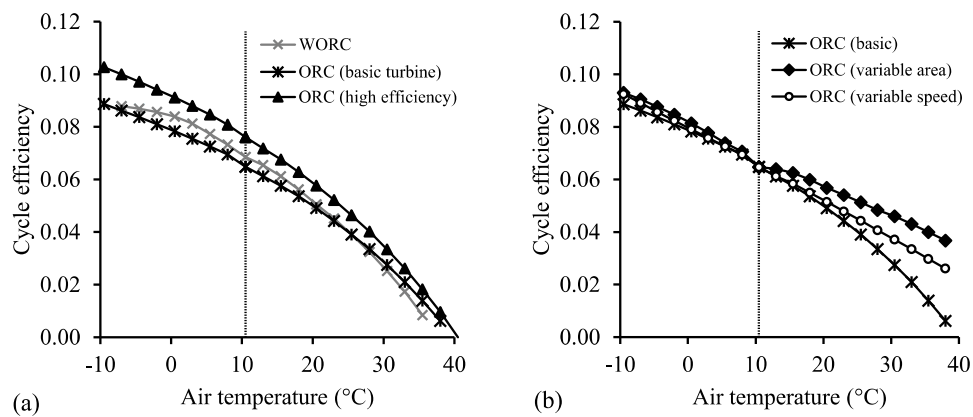 0.12
0.10
0.08
0.06
0.04
0.02
0.00
Cycle efficiency
WORC
ORC (basic turbine)
ORC (high efficiency)
-10 0 10 20 30 40
Air temperature (°C)
(a)
0.12
0.10
0.08
0.06
0.04
0.02
0.00
Cycle efficiency
ORC (basic)
ORC (variable area)
ORC (variable speed)
-10 0 10 20 30 40
Air temperature (°C)
(b)